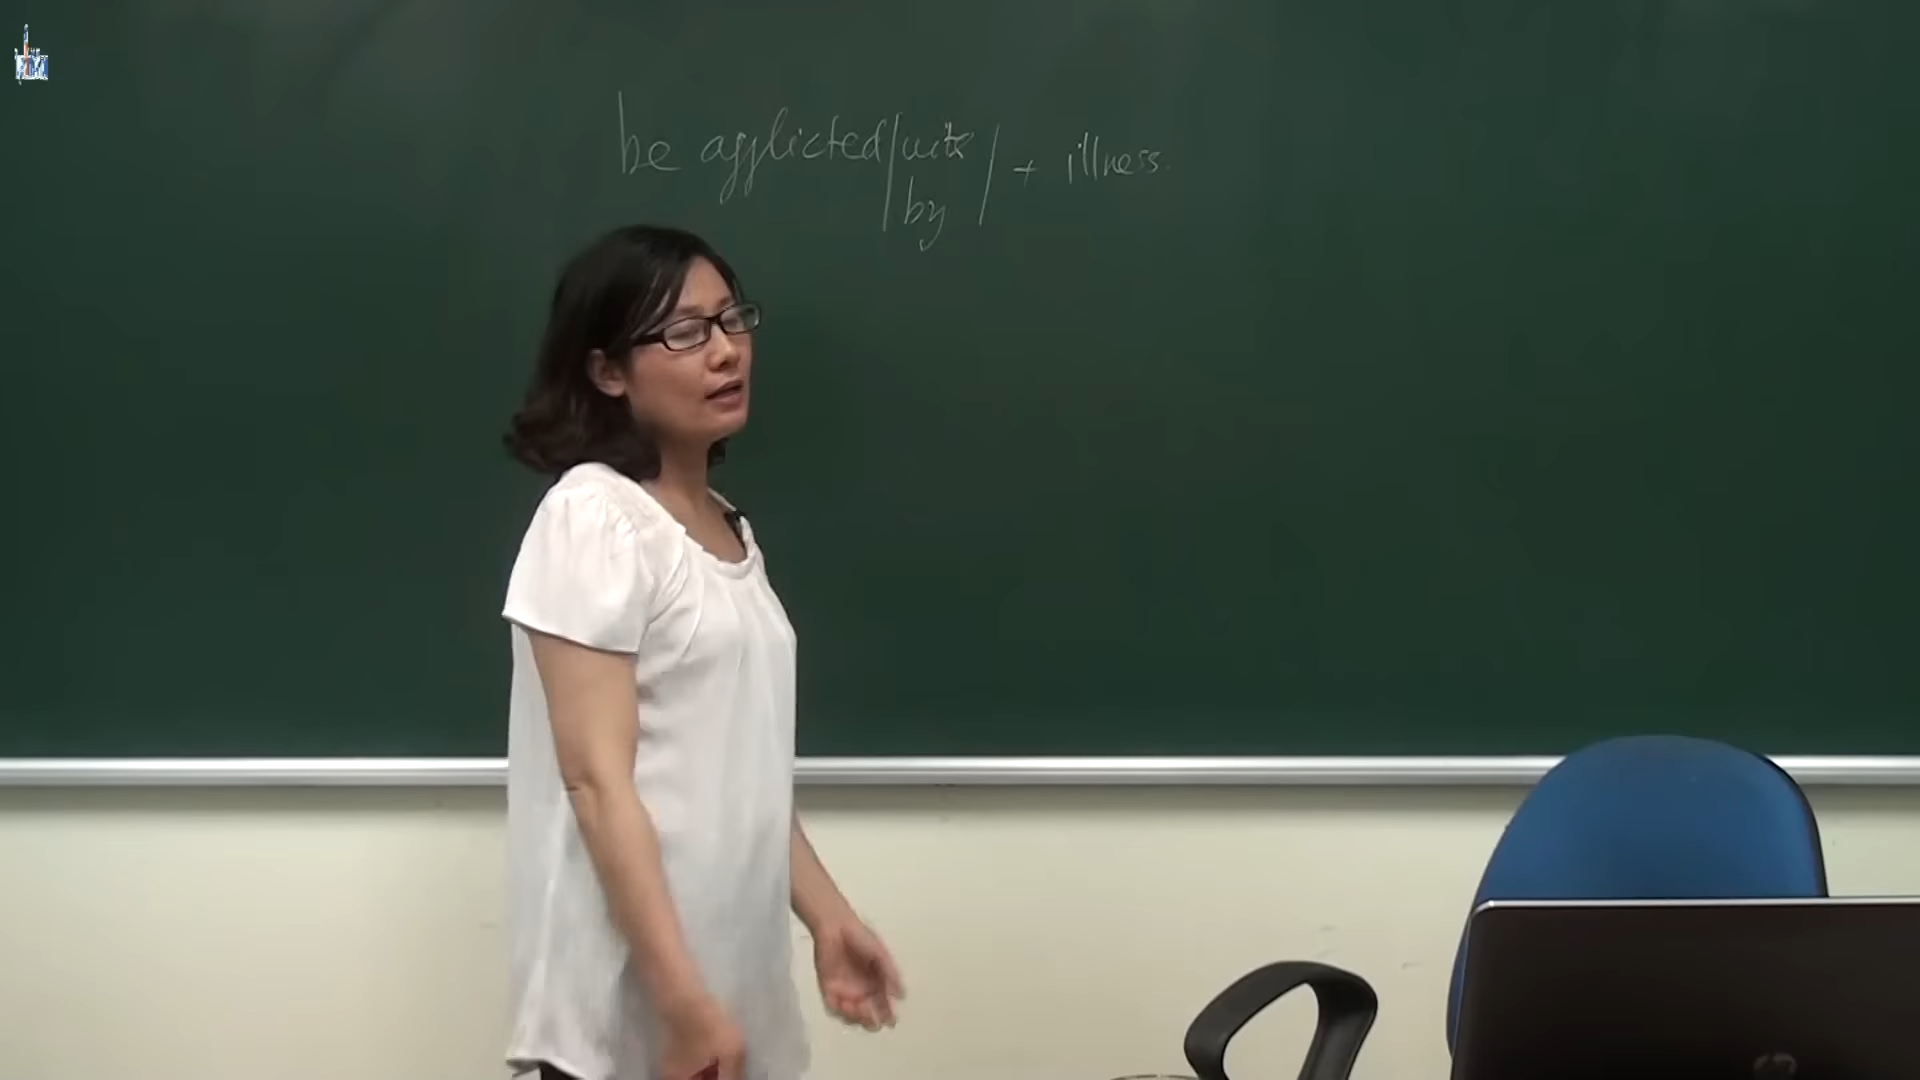 be afflicted / with / + illness.
by